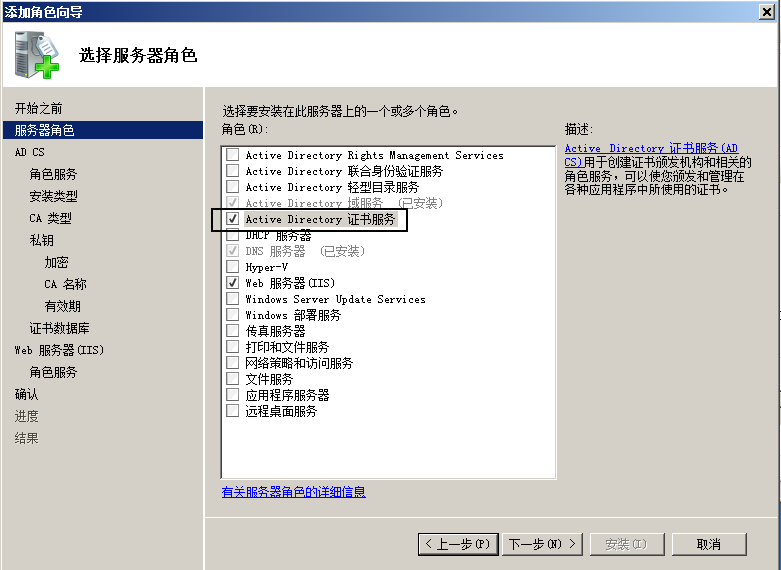 添加角色向导
选择服务器角色
开始之前
服务器角色
AD CS
角色服务
安装类型
CA 类型
私钥
加密
CA 名称
有效期
证书数据库
Web 服务器(IIS)
角色服务
确认
进度
结果
选择要安装在此服务器上的一个或多个角色。
角色(R):
Active Directory Rights Management Services
Active Directory 联合身份验证服务
Active Directory 轻型目录服务
Active Directory 域服务 (已安装)
Active Directory 证书服务
DHCP 服务器
DNS 服务器 (已安装)
Hyper-V
Web 服务器(IIS)
Windows Server Update Services
Windows 部署服务
传真服务器
打印和文件服务
网络策略和访问服务
文件服务
应用程序服务器
远程桌面服务
有关服务器角色的详细信息
描述:
Active Directory 证书服务(AD
CS)用于创建证书颁发机构和相关的
角色服务，可以使您颁发和管理在
各种应用程序中所使用的证书。
< 上一步(P)
下一步(N) >
安装(I)
取消